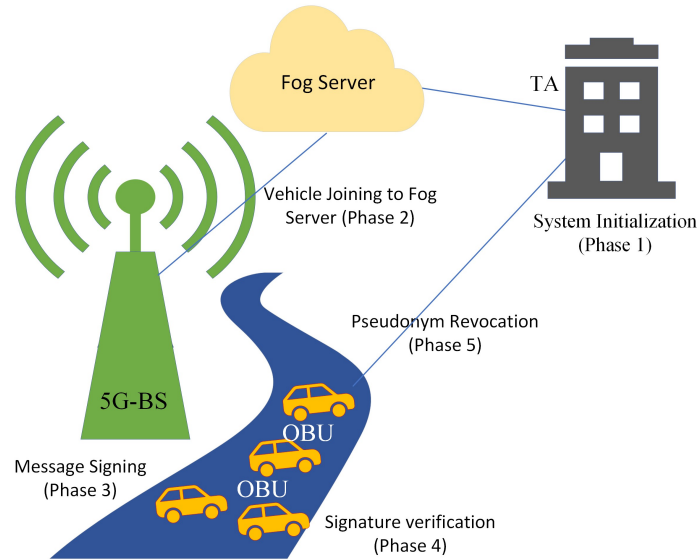 Fog Server
TA
Vehicle Joining to Fog
Server (Phase 2)
System Initialization
(Phase 1)
Pseudonym Revocation
(Phase 5)
5G-BS
OBU
Message Signing
(Phase 3)
OBU
Signature verification
(Phase 4)